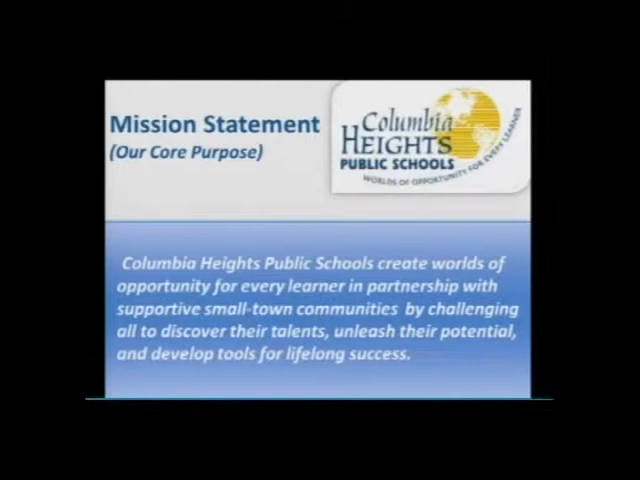 Mission Statement
(Our Core Purpose)
Columbia
HEIGHTS
PUBLIC SCHOOLS
WORLDS OF OPPORTUNITY FOR EVERY LEARNER
Columbia Heights Public Schools create worlds of
opportunity for every learner in partnership with
supportive small-town communities by challenging
all to discover their talents, unleash their potential,
and develop tools for lifelong success.